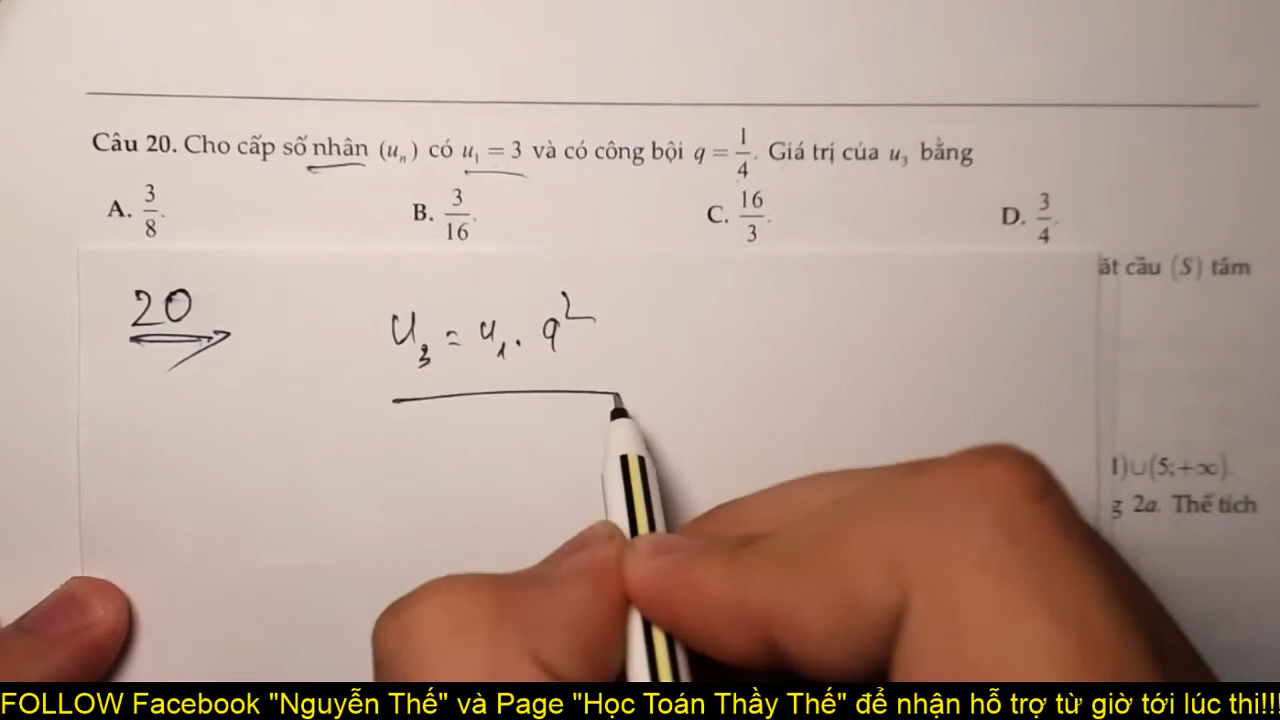 Câu 20. Cho cấp số nhân (uₙ) có u₁ = 3 và có công bội q = 1/4. Giá trị của u₃ bằng
A. 3/8. B. 3/16. C. 16/3. D. 3/4.
ặt cầu (S) tâm
20
u₃ = u₁ . q²
1)∪(5;+∞).
g 2a. Thể tích
FOLLOW Facebook "Nguyễn Thế" và Page "Học Toán Thầy Thế" để nhận hỗ trợ từ giờ tới lúc thi!!!